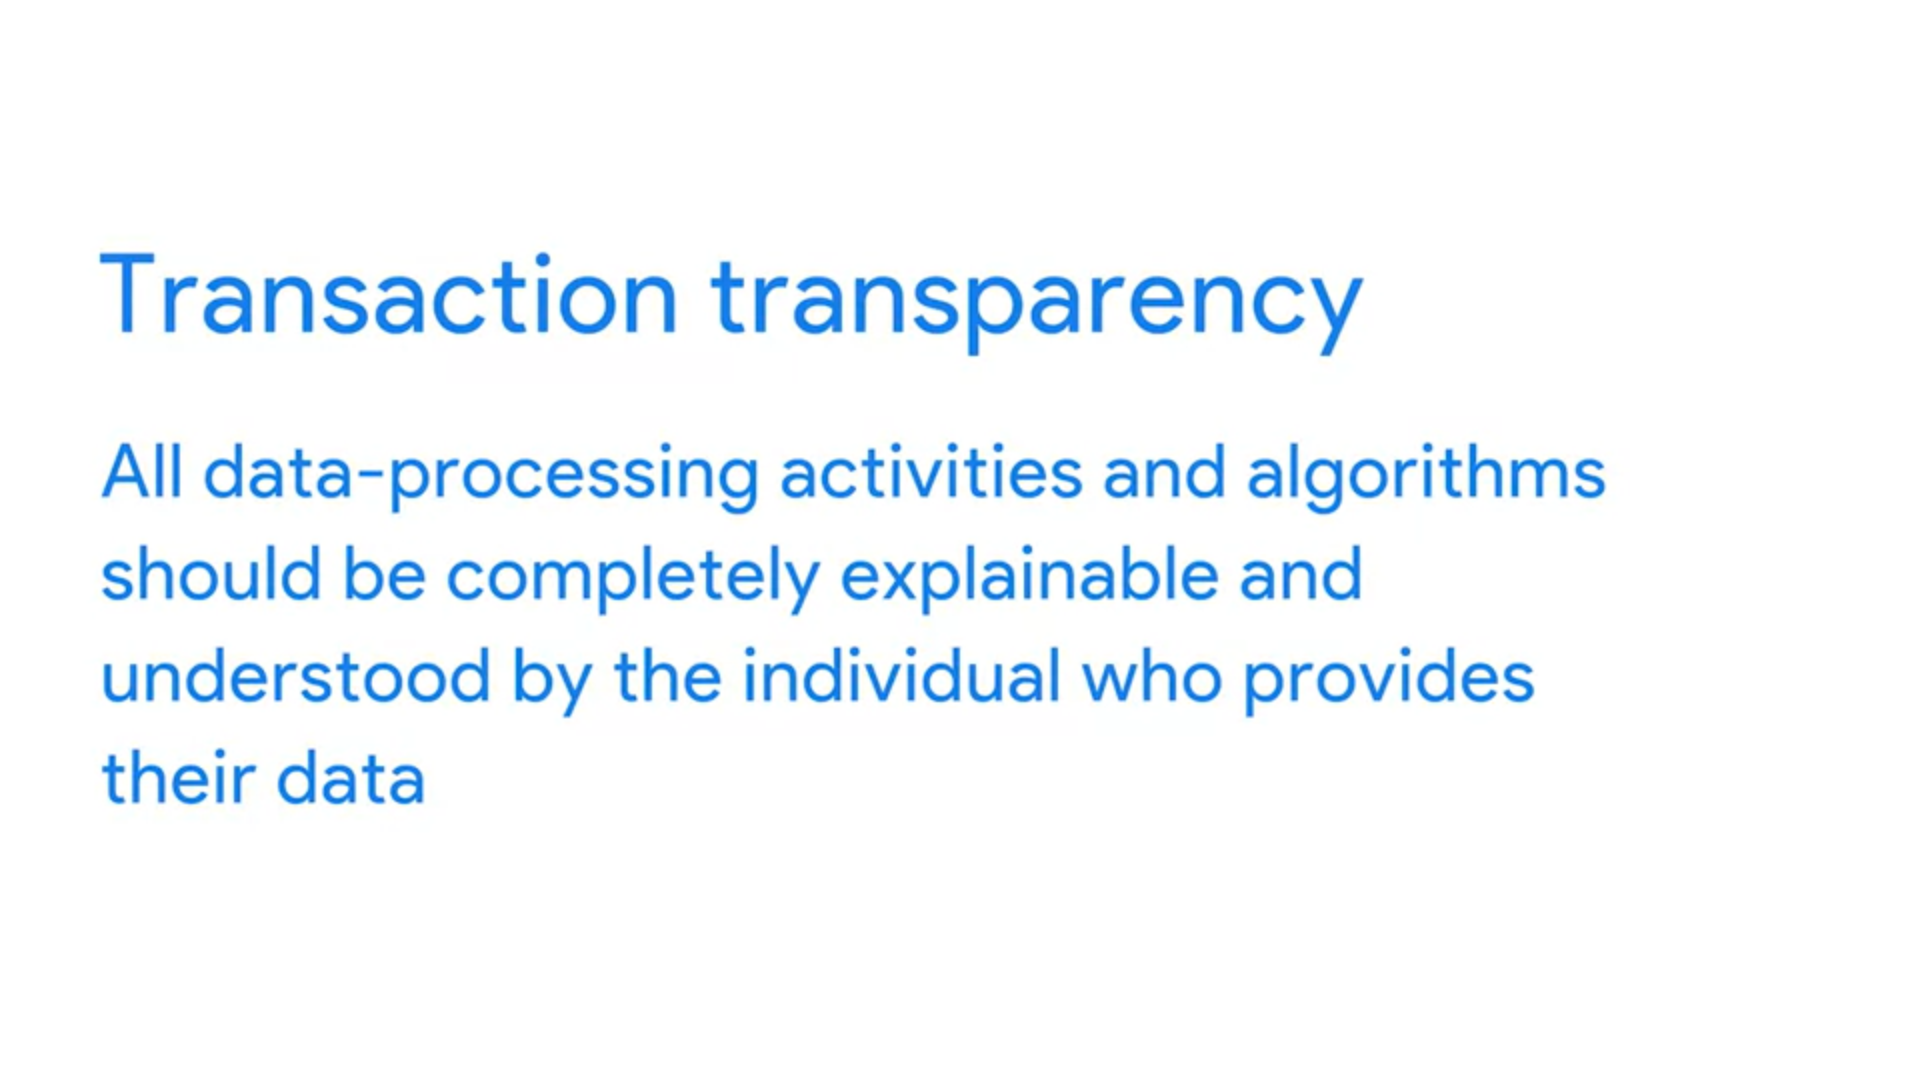 Transaction transparency
All data-processing activities and algorithms
should be completely explainable and
understood by the individual who provides
their data